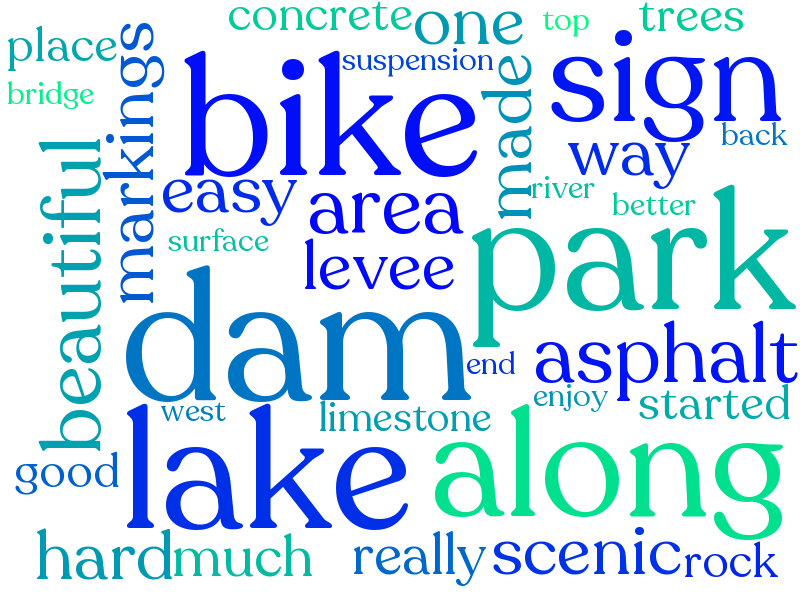 concrete
one
top
trees
place
markings
suspension
made
sign
bridge
bike
way
back
beautiful
easy
area
river
better
surface
levee
park
dam
end
asphalt
west
limestone
enjoy
started
good
lake
along
hard
much
really
scenic
rock